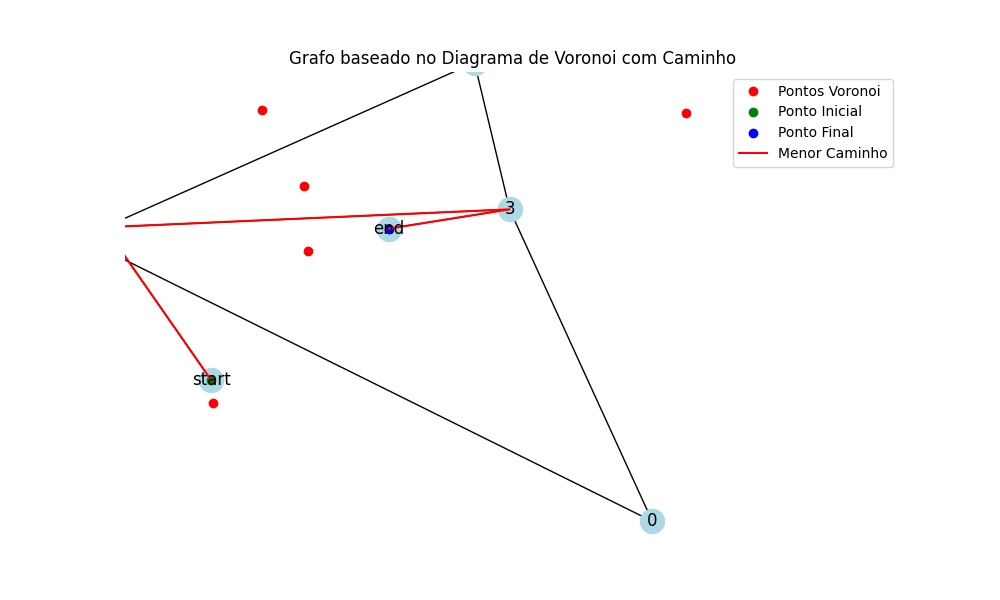 Grafo baseado no Diagrama de Voronoi com Caminho
Pontos Voronoi
Ponto Inicial
Ponto Final
Menor Caminho
3
end
start
0